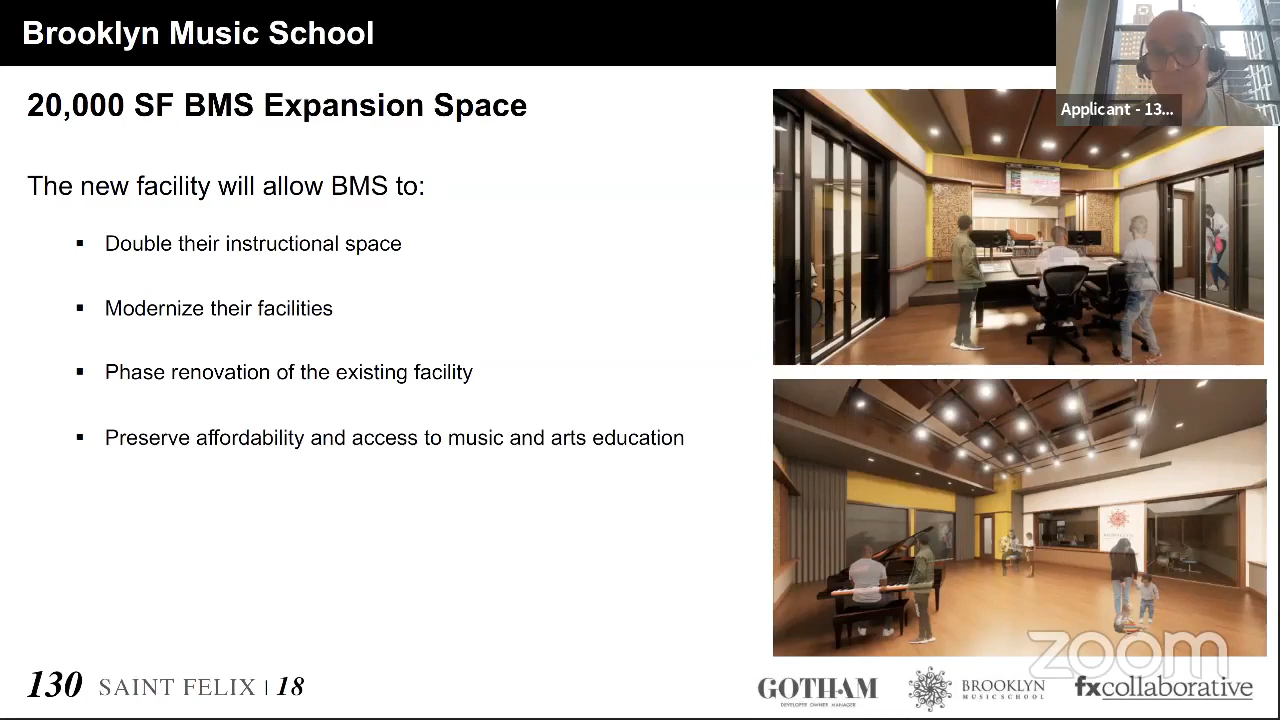 Brooklyn Music School
Applicant - 13...
20,000 SF BMS Expansion Space
The new facility will allow BMS to:
▪ Double their instructional space
▪ Modernize their facilities
▪ Phase renovation of the existing facility
▪ Preserve affordability and access to music and arts education
zoom
130 SAINT FELIX | 18
GOTHAM
DEVELOPER OWNER MANAGER
BROOKLYN
MUSIC SCHOOL
fxcollaborative